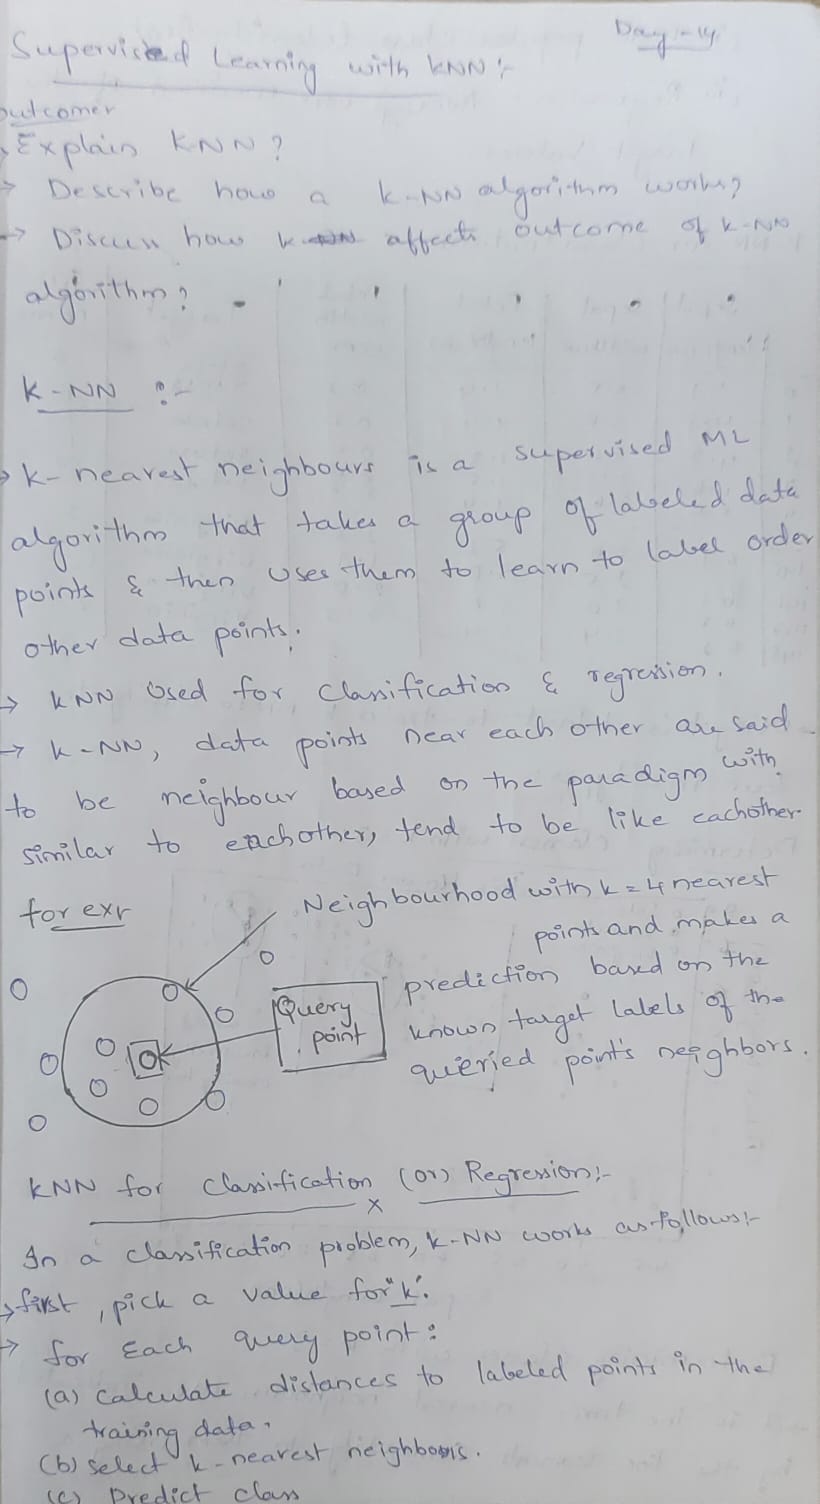 Day-14
Supervised Learning with KNN:-
outcomer
Explain K-NN?
→ Describe how a K-NN algorithm works?
→ Discuss how k affects outcome of K-NN
algorithm?
K-NN :-
→ K-nearest neighbours is a supervised ML
algorithm that takes a group of labeled data
points & then uses them to learn to label order
other data points.
→ KNN Used for classification & regression.
→ K-NN, data points near each other are said
to be neighbour based on the paradigm with
similar to eachother, tend to be like eachother.
for exr
Neighbourhood with k=4 nearest
points and makes a
prediction based on the
known target labels of the
queried point's neighbors.
Query
point
KNN for classification (or) Regression:-
In a classification problem, K-NN works as follows:-
→ first, pick a value for "k".
→ for Each query point:
(a) calculate distances to labeled points in the
training data.
(b) select k-nearest neighbours.
(c) Predict class